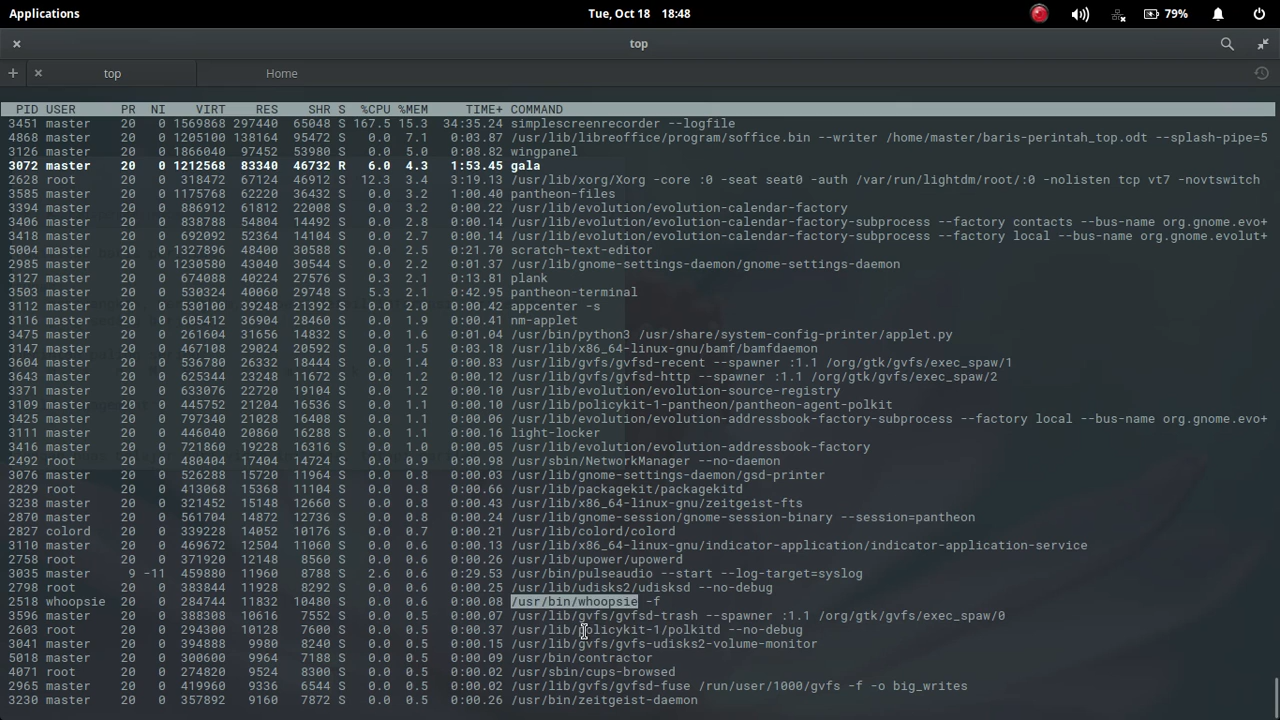 Applications
Tue, Oct 18 18:48
79%
top
top
Home
PID USER PR NI VIRT RES SHR S %CPU %MEM TIME+ COMMAND
3451 master 20 0 1569868 297440 65048 S 167.5 15.3 34:35.24 simplescreenrecorder --logfile
4868 master 20 0 1205100 138164 95472 S 0.0 7.1 0:03.87 /usr/lib/libreoffice/program/soffice.bin --writer /home/master/baris-perintah_top.odt --splash-pipe=5
3126 master 20 0 1866040 97452 53980 S 0.0 5.0 0:08.82 wingpanel
3072 master 20 0 1212568 83340 46732 R 6.0 4.3 1:53.45 gala
2628 root 20 0 318472 67124 46912 S 12.3 3.4 3:19.13 /usr/lib/xorg/Xorg -core :0 -seat seat0 -auth /var/run/lightdm/root/:0 -nolisten tcp vt7 -novtswitch
3585 master 20 0 1175768 62220 36432 S 0.0 3.2 1:00.40 pantheon-files
3394 master 20 0 886912 61812 22008 S 0.0 3.2 0:00.22 /usr/lib/evolution/evolution-calendar-factory
3406 master 20 0 838788 54804 14492 S 0.0 2.8 0:00.14 /usr/lib/evolution/evolution-calendar-factory-subprocess --factory contacts --bus-name org.gnome.evo+
3418 master 20 0 692092 52364 14104 S 0.0 2.7 0:00.14 /usr/lib/evolution/evolution-calendar-factory-subprocess --factory local --bus-name org.gnome.evolut+
5004 master 20 0 1327896 48400 30588 S 0.0 2.5 0:21.70 scratch-text-editor
2985 master 20 0 1230580 43040 30544 S 0.0 2.2 0:01.37 /usr/lib/gnome-settings-daemon/gnome-settings-daemon
3127 master 20 0 674088 40224 27576 S 0.3 2.1 0:13.81 plank
3503 master 20 0 530324 40060 29748 S 5.3 2.1 0:42.95 pantheon-terminal
3112 master 20 0 530100 39248 21392 S 0.0 2.0 0:00.42 appcenter -s
3116 master 20 0 605412 36904 28460 S 0.0 1.9 0:00.41 nm-applet
3475 master 20 0 261604 31656 14832 S 0.0 1.6 0:01.04 /usr/bin/python3 /usr/share/system-config-printer/applet.py
3147 master 20 0 467108 29024 20592 S 0.0 1.5 0:03.18 /usr/lib/x86_64-linux-gnu/bamf/bamfdaemon
3604 master 20 0 536780 26332 18444 S 0.0 1.4 0:00.83 /usr/lib/gvfs/gvfsd-recent --spawner :1.1 /org/gtk/gvfs/exec_spaw/1
3643 master 20 0 625344 23248 11672 S 0.0 1.2 0:00.12 /usr/lib/gvfs/gvfsd-http --spawner :1.1 /org/gtk/gvfs/exec_spaw/2
3371 master 20 0 633076 22720 19104 S 0.0 1.2 0:00.10 /usr/lib/evolution/evolution-source-registry
3109 master 20 0 445752 21204 17328 S 0.0 1.1 0:00.10 /usr/lib/policykit-1-pantheon/pantheon-agent-polkit
3425 master 20 0 797340 21028 16408 S 0.0 1.1 0:00.06 /usr/lib/evolution/evolution-addressbook-factory-subprocess --factory local --bus-name org.gnome.evo+
3111 master 20 0 446040 20860 16288 S 0.0 1.1 0:00.16 light-locker
3416 master 20 0 721860 19228 16316 S 0.0 1.0 0:00.05 /usr/lib/evolution/evolution-addressbook-factory
2492 root 20 0 480404 17404 14724 S 0.0 0.9 0:00.98 /usr/sbin/NetworkManager --no-daemon
3076 master 20 0 526288 15720 11964 S 0.0 0.8 0:00.03 /usr/lib/gnome-settings-daemon/gsd-printer
2829 root 20 0 413068 15368 11104 S 0.0 0.8 0:00.66 /usr/lib/packagekit/packagekitd
3238 master 20 0 321452 15148 12660 S 0.0 0.8 0:00.43 /usr/lib/x86_64-linux-gnu/zeitgeist-fts
2870 master 20 0 561704 14872 12736 S 0.0 0.8 0:00.24 /usr/lib/gnome-session/gnome-session-binary --session=pantheon
2827 colord 20 0 339228 14052 10176 S 0.0 0.7 0:00.21 /usr/lib/colord/colord
3110 master 20 0 469672 12504 11060 S 0.0 0.6 0:00.13 /usr/lib/x86_64-linux-gnu/indicator-application/indicator-application-service
2758 root 20 0 371920 12148 8560 S 0.0 0.6 0:00.26 /usr/lib/upower/upowerd
3035 master 9 -11 459880 11960 8788 S 2.6 0.6 0:29.53 /usr/bin/pulseaudio --start --log-target=syslog
2798 root 20 0 383844 11928 8292 S 0.0 0.6 0:00.25 /usr/lib/udisks2/udisksd --no-debug
2518 whoopsie 20 0 284744 11832 10480 S 0.0 0.6 0:00.08 /usr/bin/whoopsie -f
3596 master 20 0 388308 10616 7552 S 0.0 0.5 0:00.07 /usr/lib/gvfs/gvfsd-trash --spawner :1.1 /org/gtk/gvfs/exec_spaw/0
2603 root 20 0 294300 10128 7600 S 0.0 0.5 0:00.37 /usr/lib/policykit-1/polkitd --no-debug
3041 master 20 0 394888 9980 8240 S 0.0 0.5 0:00.15 /usr/lib/gvfs/gvfs-udisks2-volume-monitor
5018 master 20 0 300600 9964 7188 S 0.0 0.5 0:00.09 /usr/bin/contractor
4071 root 20 0 274820 9524 8300 S 0.0 0.5 0:00.02 /usr/sbin/cups-browsed
2965 master 20 0 419960 9336 6544 S 0.0 0.5 0:00.02 /usr/lib/gvfs/gvfsd-fuse /run/user/1000/gvfs -f -o big_writes
3230 master 20 0 357892 9160 7872 S 0.0 0.5 0:00.26 /usr/bin/zeitgeist-daemon